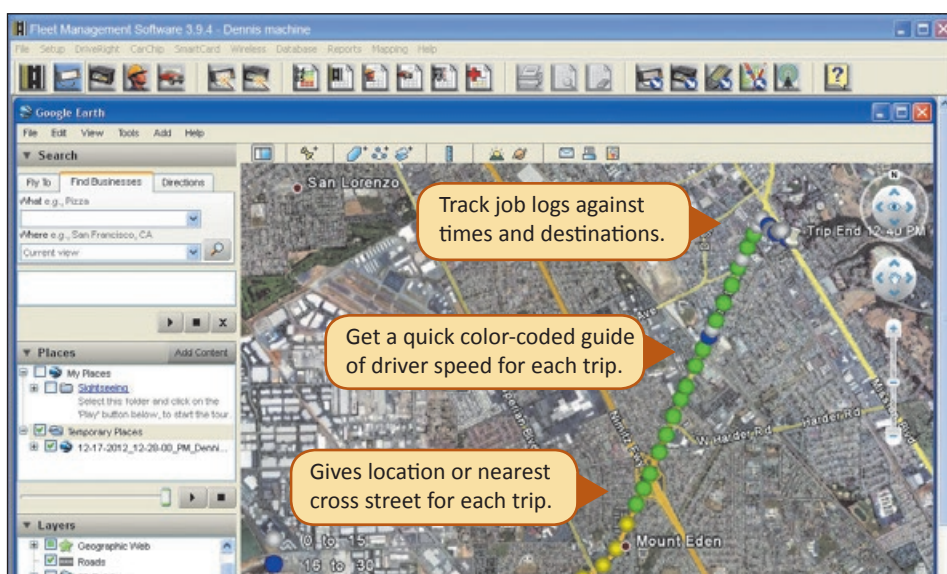 Fleet Management Software 3.9.4 - Dennis machine
File Setup DriveRight CarChip SmartCard Wireless Database Reports Mapping Help
Google Earth
File Edit View Tools Add Help
Search
Fly To Find Businesses Directions
What e.g., Pizza
Where e.g., San Francisco, CA
Current view
Places
Add Content
My Places
Sightseeing
Select this folder and click on the
'Play' button below, to start the tour.
Temporary Places
12-17-2012_12-20-00_PM_Denni...
Layers
Geographic Web
Roads
San Lorenzo
N
Track job logs against
times and destinations.
Trip End 12:40 PM
Ave
Get a quick color-coded guide
of driver speed for each trip.
Mission Blvd
W Harder Rd
Harder Rd
Gives location or nearest
cross street for each trip.
Mount Eden
0 to 15
15 to 30